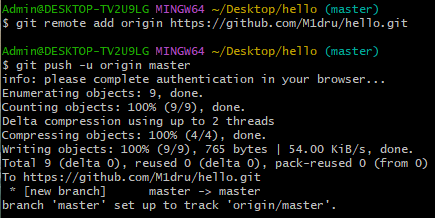 Admin@DESKTOP-TV2U9LG MINGW64 ~/Desktop/hello (master)
$ git remote add origin https://github.com/M1dru/hello.git
Admin@DESKTOP-TV2U9LG MINGW64 ~/Desktop/hello (master)
$ git push -u origin master
info: please complete authentication in your browser...
Enumerating objects: 9, done.
Counting objects: 100% (9/9), done.
Delta compression using up to 2 threads
Compressing objects: 100% (4/4), done.
Writing objects: 100% (9/9), 765 bytes | 54.00 KiB/s, done.
Total 9 (delta 0), reused 0 (delta 0), pack-reused 0 (from 0)
To https://github.com/M1dru/hello.git
 * [new branch]      master -> master
branch 'master' set up to track 'origin/master'.